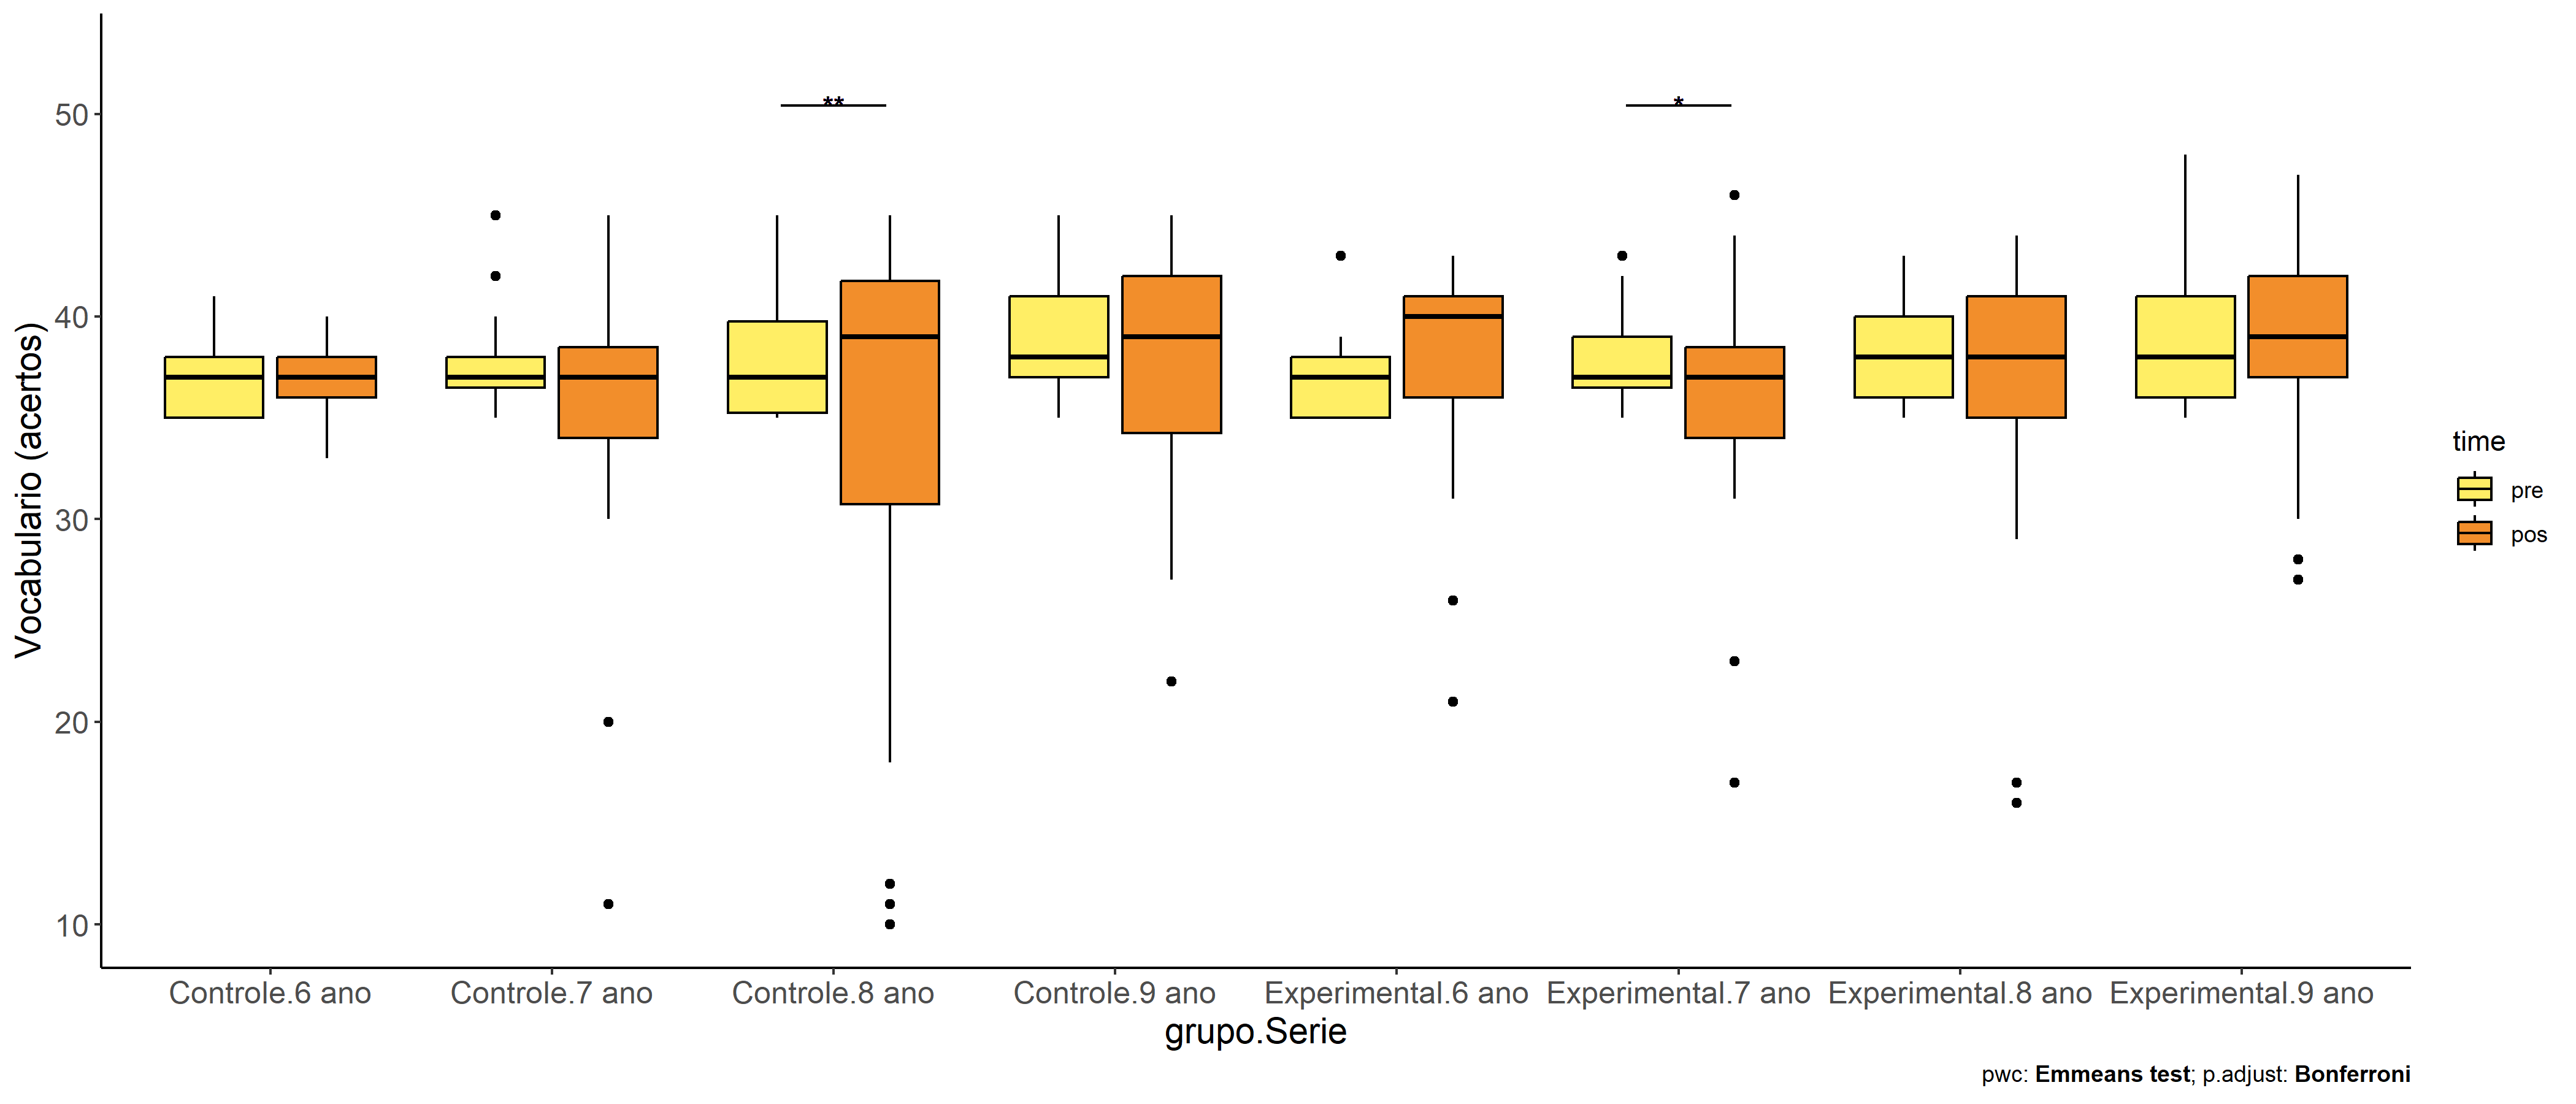 ** *
50
40
30
20
10
Vocabulario (acertos)
Controle.6 ano Controle.7 ano Controle.8 ano Controle.9 ano Experimental.6 ano Experimental.7 ano Experimental.8 ano Experimental.9 ano
grupo.Serie
time
pre
pos
pwc: Emmeans test; p.adjust: Bonferroni